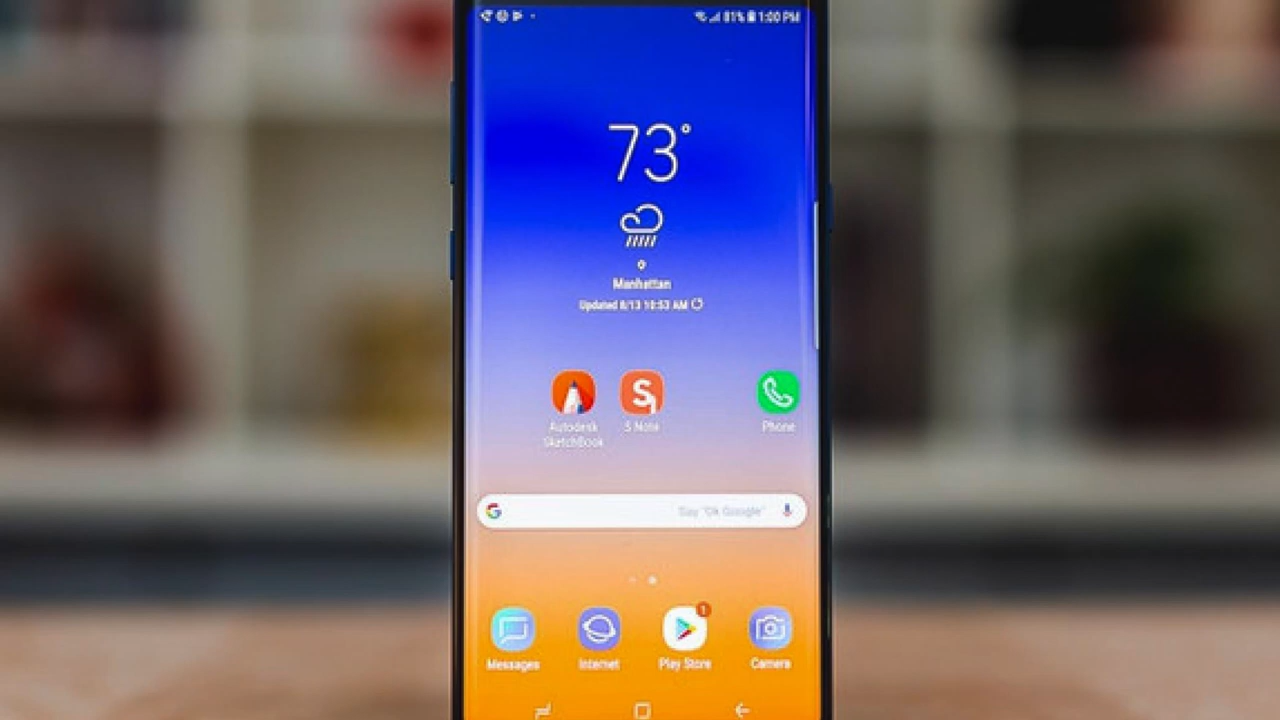 81% 1:00 PM
73°
Manhattan
Updated 8/13 10:53 AM
Autodesk SketchBook
S Note
Phone
G Say "Ok Google"
1
Messages
Internet
Play Store
Camera